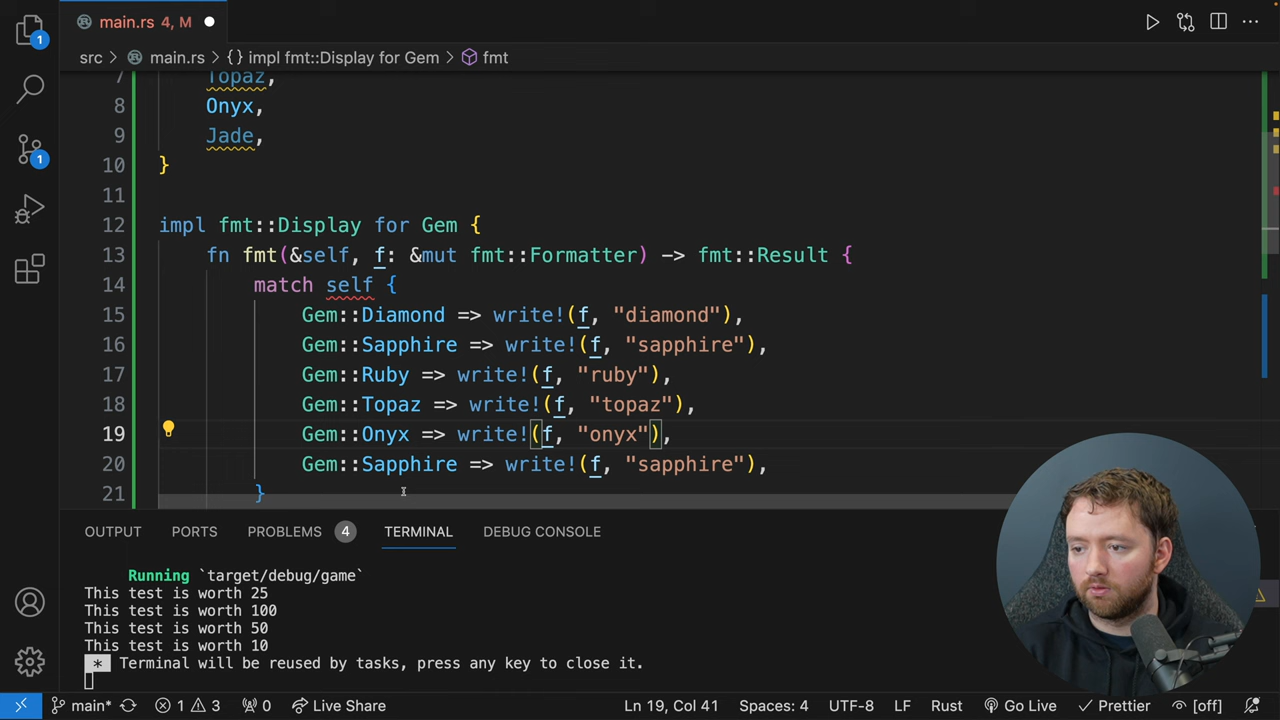 main.rs 4, M
src > main.rs > {} impl fmt::Display for Gem > fmt
7 Topaz,
8 Onyx,
9 Jade,
10 }
11
12 impl fmt::Display for Gem {
13 fn fmt(&self, f: &mut fmt::Formatter) -> fmt::Result {
14 match self {
15 Gem::Diamond => write!(f, "diamond"),
16 Gem::Sapphire => write!(f, "sapphire"),
17 Gem::Ruby => write!(f, "ruby"),
18 Gem::Topaz => write!(f, "topaz"),
19 Gem::Onyx => write!(f, "onyx"),
20 Gem::Sapphire => write!(f, "sapphire"),
21 }
OUTPUT PORTS PROBLEMS 4 TERMINAL DEBUG CONSOLE
Running `target/debug/game`
This test is worth 25
This test is worth 100
This test is worth 50
This test is worth 10
* Terminal will be reused by tasks, press any key to close it.
1
1
main* 1 3 0 Live Share Ln 19, Col 41 Spaces: 4 UTF-8 LF Rust Go Live Prettier [off]